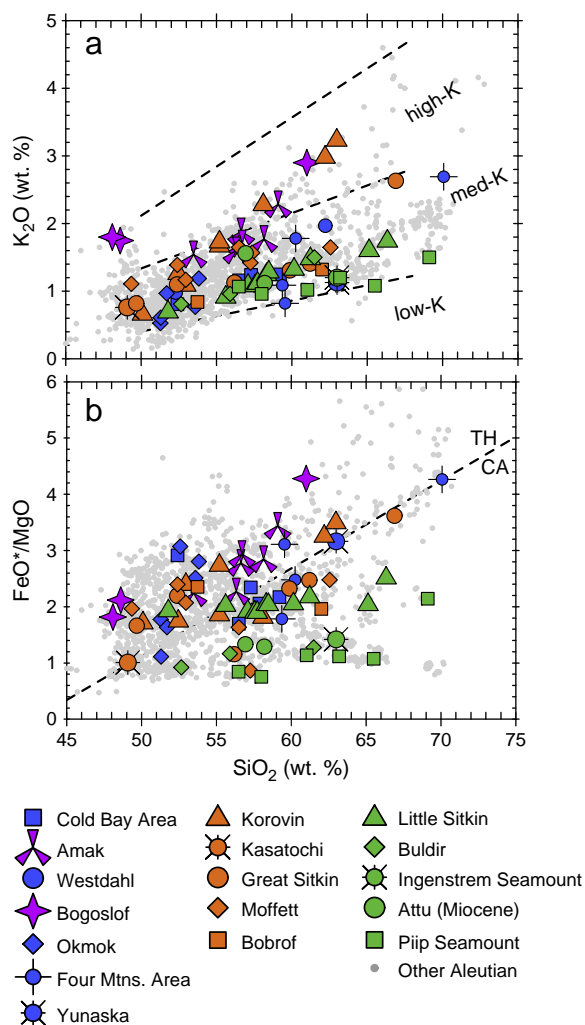 a
6
5
4
3
2
1
0
K2O (wt. %)
high-K
med-K
low-K
b
6
5
4
3
2
1
0
FeO*/MgO
TH
CA
45 50 55 60 65 70 75
SiO2 (wt. %)
Cold Bay Area
Amak
Westdahl
Bogoslof
Okmok
Four Mtns. Area
Yunaska
Korovin
Kasatochi
Great Sitkin
Moffett
Bobrof
Little Sitkin
Buldir
Ingenstrem Seamount
Attu (Miocene)
Piip Seamount
Other Aleutian